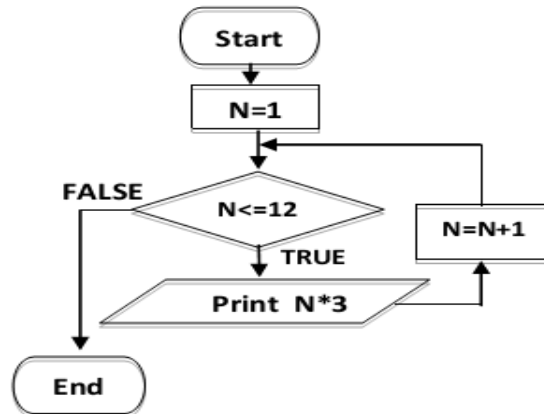 Start
N=1
N<=12
FALSE
TRUE
Print N*3
N=N+1
End